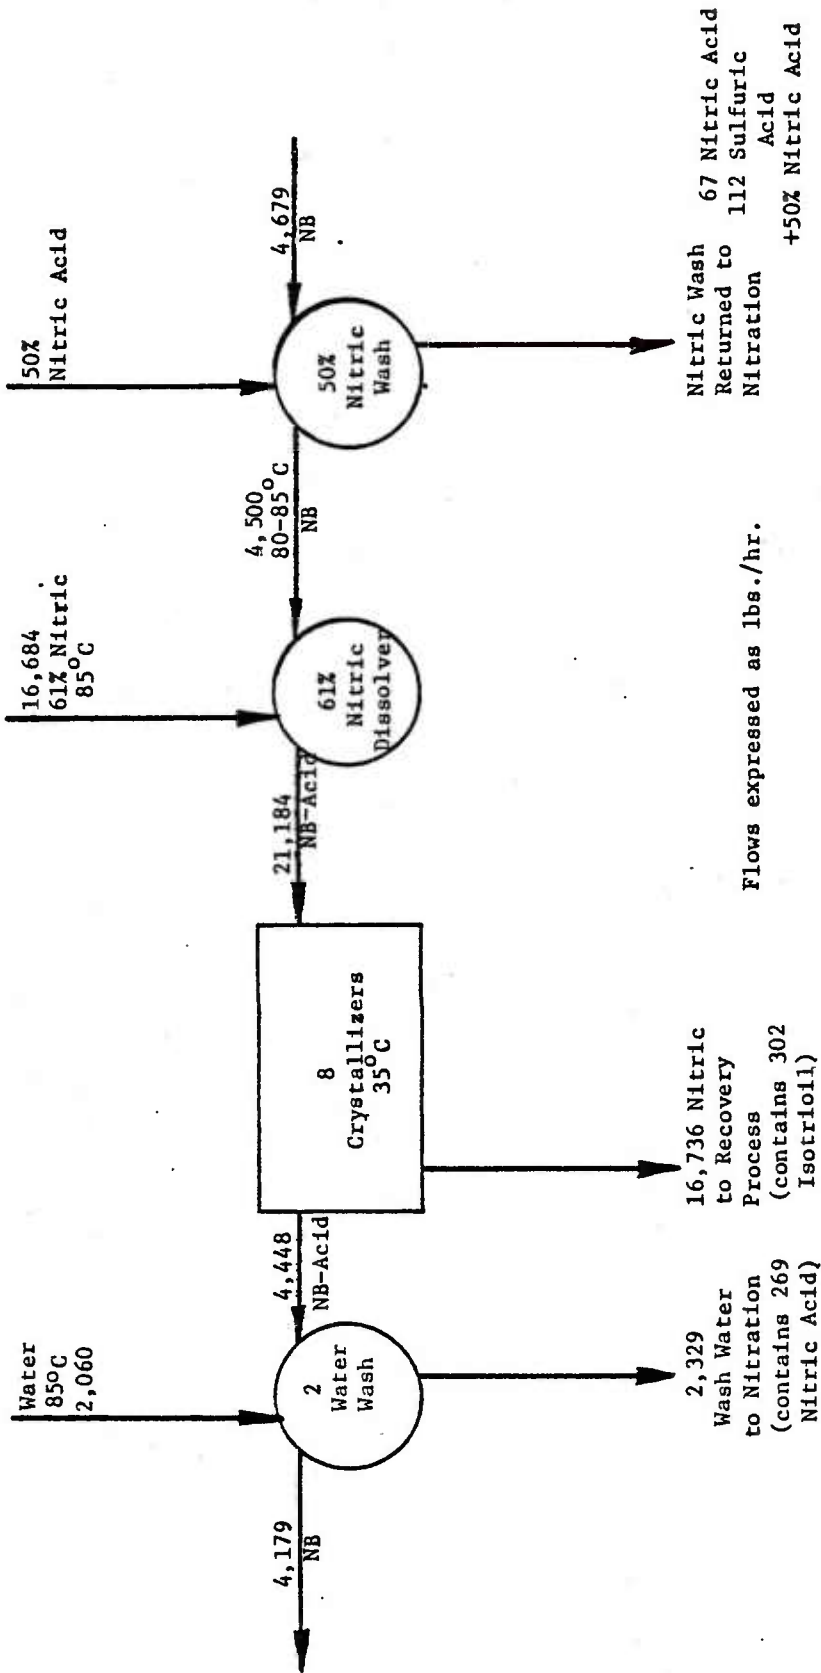 50%
Nitric Acid
4,679
NB
50%
Nitric
Wash
Nitric Wash
Returned to
Nitration
67 Nitric Acid
112 Sulfuric
Acid
+50% Nitric Acid
4,500
80-85°C
NB
16,684
61% Nitric
85°C
61%
Nitric
Dissolver
21,184
NB-Acid
8
Crystallizers
35°C
16,736 Nitric
to Recovery
Process
(contains 302
Isotrioil)
4,448
NB-Acid
Water
85°C
2,060
2
Water
Wash
2,329
Wash Water
to Nitration
(contains 269
Nitric Acid)
4,179
NB
Flows expressed as lbs./hr.